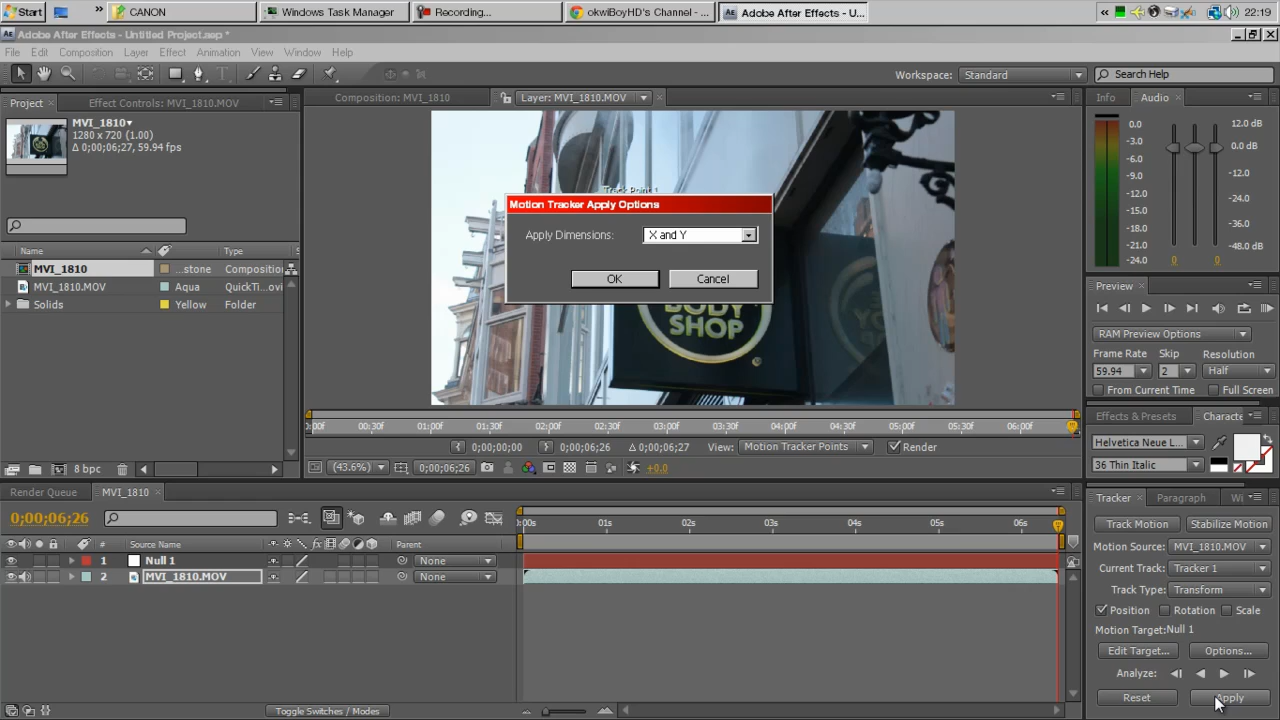 Start
»
CANON
Windows Task Manager
Recording...
okwiBoyHD's Channel - ...
Adobe After Effects - U...
«
22:19
Adobe After Effects - Untitled Project.aep *
File Edit Composition Layer Effect Animation View Window Help
Workspace: Standard
Search Help
Project
Effect Controls: MVI_1810.MOV
Composition: MVI_1810
Layer: MVI_1810.MOV
Info
Audio
MVI_1810
1280 x 720 (1.00)
Δ 0;00;06;27, 59.94 fps
Name Type
MVI_1810 ...stone Composition
MVI_1810.MOV Aqua QuickTi...ovi
Solids Yellow Folder
8 bpc
Track Point 1
Motion Tracker Apply Options
Apply Dimensions: X and Y
OK Cancel
BODY
SHOP
0.0
-3.0
-6.0
-9.0
-12.0
-15.0
-18.0
-21.0
-24.0
12.0 dB
0.0 dB
-12.0
-24.0
-36.0
-48.0 dB
0 0
Preview
RAM Preview Options
Frame Rate Skip Resolution
59.94 2 Half
From Current Time Full Screen
:00f 00:30f 01:00f 01:30f 02:00f 02:30f 03:00f 03:30f 04:00f 04:30f 05:00f 05:30f 06:00f
0;00;00;00 0;00;06;26 Δ 0;00;06;27 View: Motion Tracker Points Render
(43.6%) 0;00;06;26 +0.0
Effects & Presets
Characte
Helvetica Neue L...
36 Thin Italic
Render Queue
MVI_1810
0;00;06;26
:00s 01s 02s 03s 04s 05s 06s
# Source Name Parent
1 Null 1 None
2 MVI_1810.MOV None
Toggle Switches / Modes
Tracker Paragraph Wi
Track Motion Stabilize Motion
Motion Source: MVI_1810.MOV
Current Track: Tracker 1
Track Type: Transform
Position Rotation Scale
Motion Target: Null 1
Edit Target... Options...
Analyze:
Reset Apply